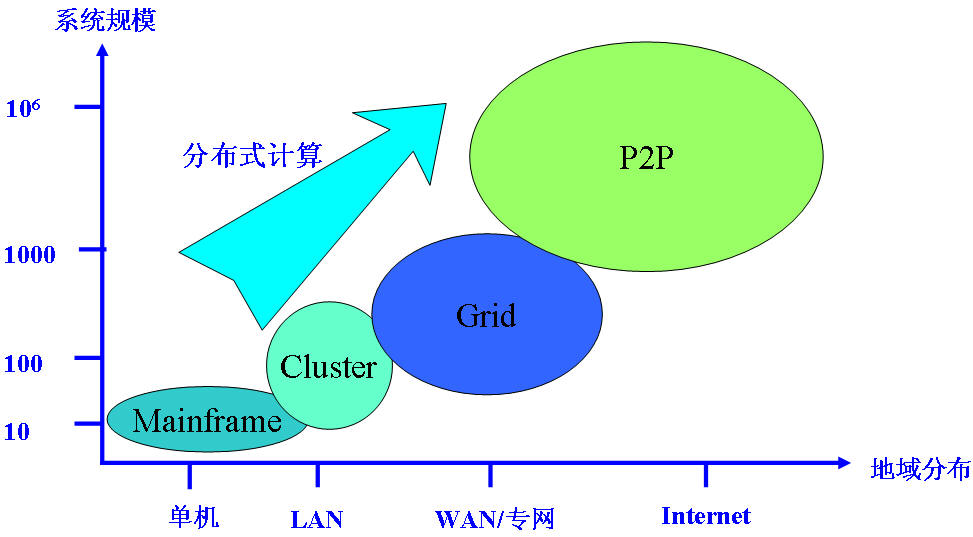 系统规模
10⁶
分布式计算
P2P
1000
Grid
100
Cluster
10
Mainframe
地域分布
单机
LAN
WAN/专网
Internet